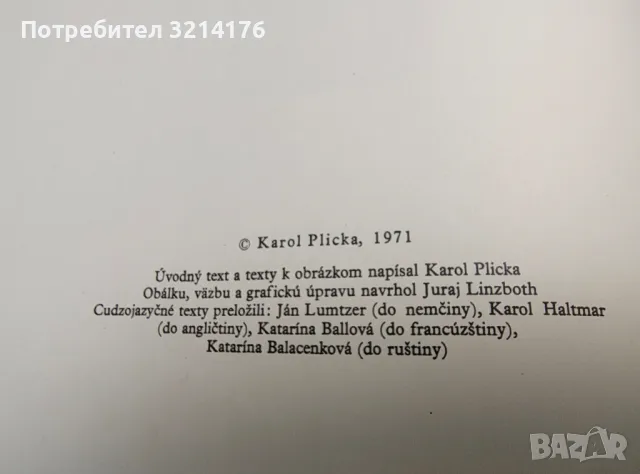 Потребител 3214176
© Karol Plicka, 1971
Úvodný text a texty k obrázkom napísal Karol Plicka
Obálku, väzbu a grafickú úpravu navrhol Juraj Linzboth
Cudzojazyčné texty preložili: Ján Lumtzer (do nemčiny), Karol Haltmar
(do angličtiny), Katarína Ballová (do francúzštiny),
Katarína Balacenková (do ruštiny)
BAZAR